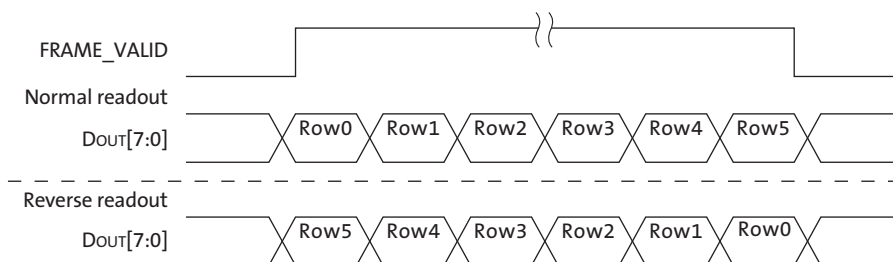 FRAME_VALID
Normal readout
DOUT[7:0] Row0 Row1 Row2 Row3 Row4 Row5
Reverse readout
DOUT[7:0] Row5 Row4 Row3 Row2 Row1 Row0